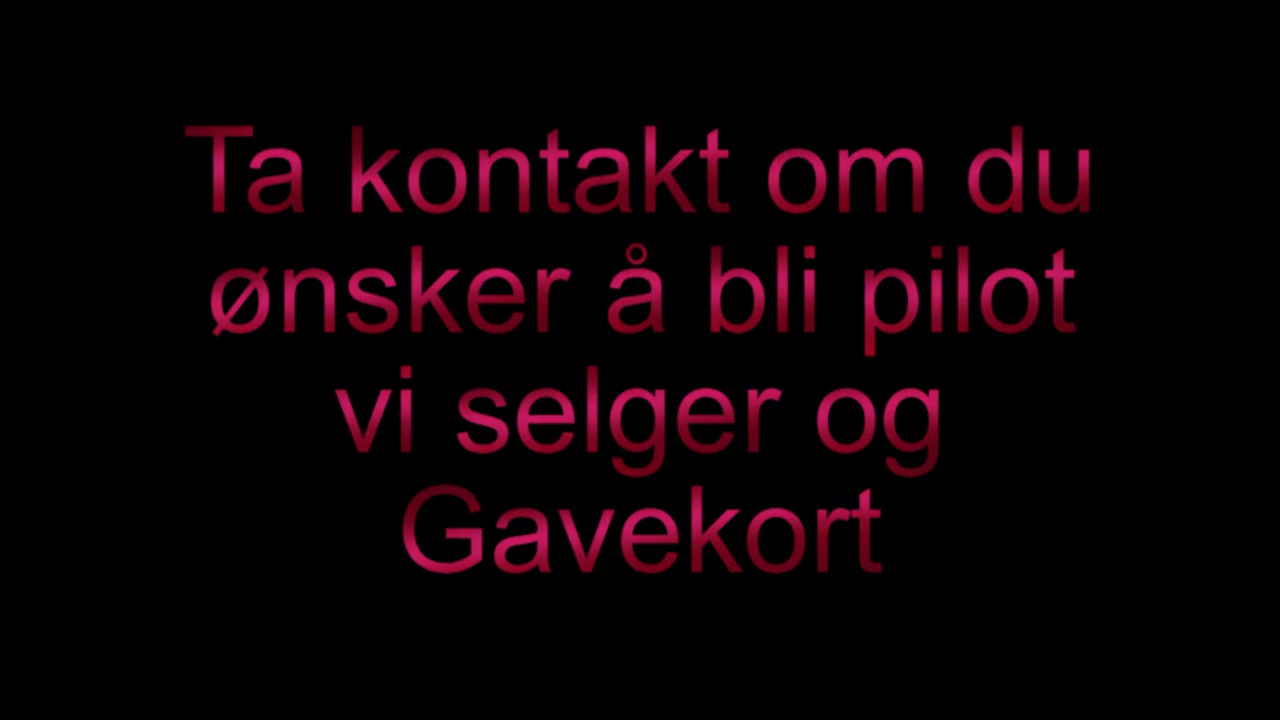 Ta kontakt om du
ønsker å bli pilot
vi selger og
Gavekort